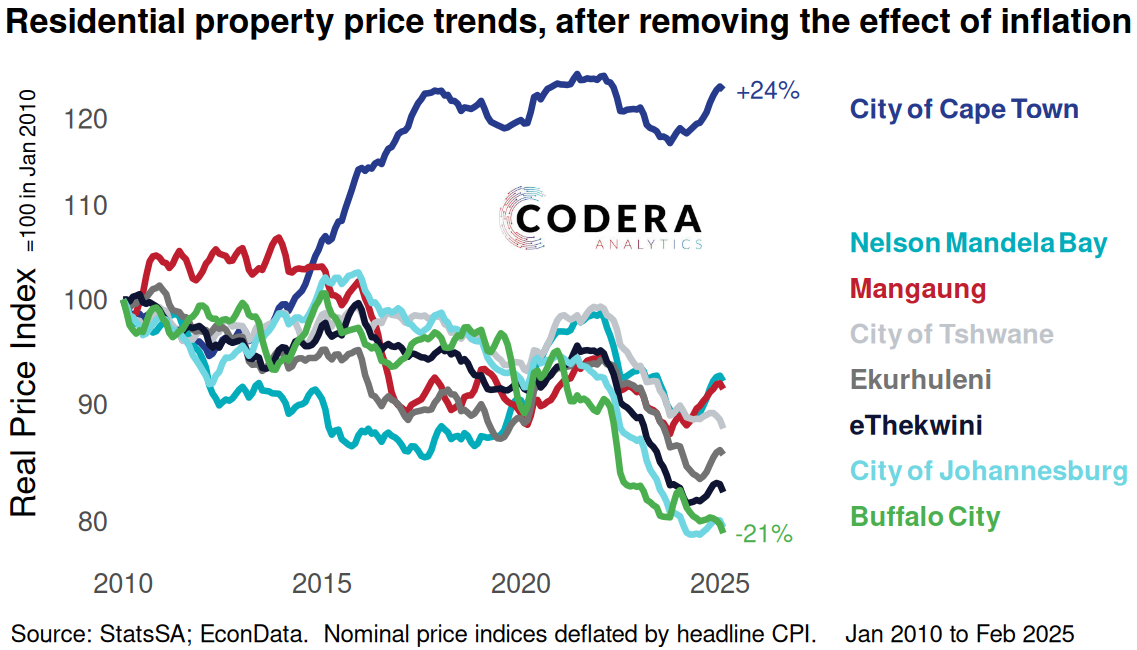 Residential property price trends, after removing the effect of inflation
Real Price Index =100 in Jan 2010
120
110
100
90
80
2010
2015
2020
2025
+24%
-21%
CODERA
ANALYTICS
City of Cape Town
Nelson Mandela Bay
Mangaung
City of Tshwane
Ekurhuleni
eThekwini
City of Johannesburg
Buffalo City
Source: StatsSA; EconData. Nominal price indices deflated by headline CPI. Jan 2010 to Feb 2025